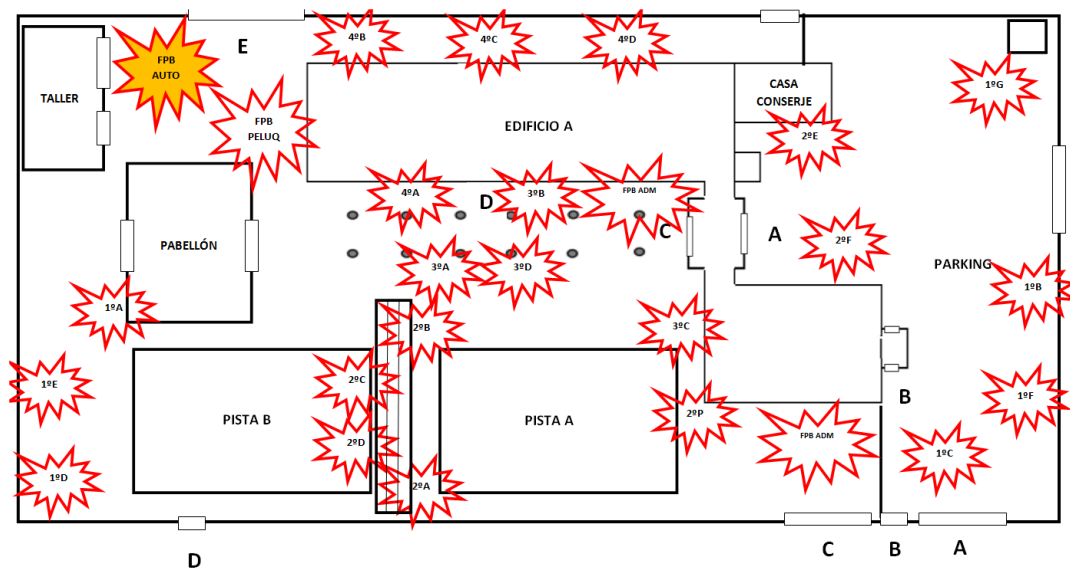 E
4ºB
4ºC
4ºD
FPB
AUTO
TALLER
FPB
PELUQ
EDIFICIO A
CASA
CONSERJE
2ºE
1ºG
4ºA
D
3ºB
FPB ADM
C
A
2ºF
PABELLÓN
PARKING
3ºA
3ºD
1ºA
1ºB
2ºB
3ºC
1ºE
2ºC
B
1ºF
PISTA B
PISTA A
2ºP
2ºD
FPB ADM
1ºC
1ºD
2ºA
D
C
B
A